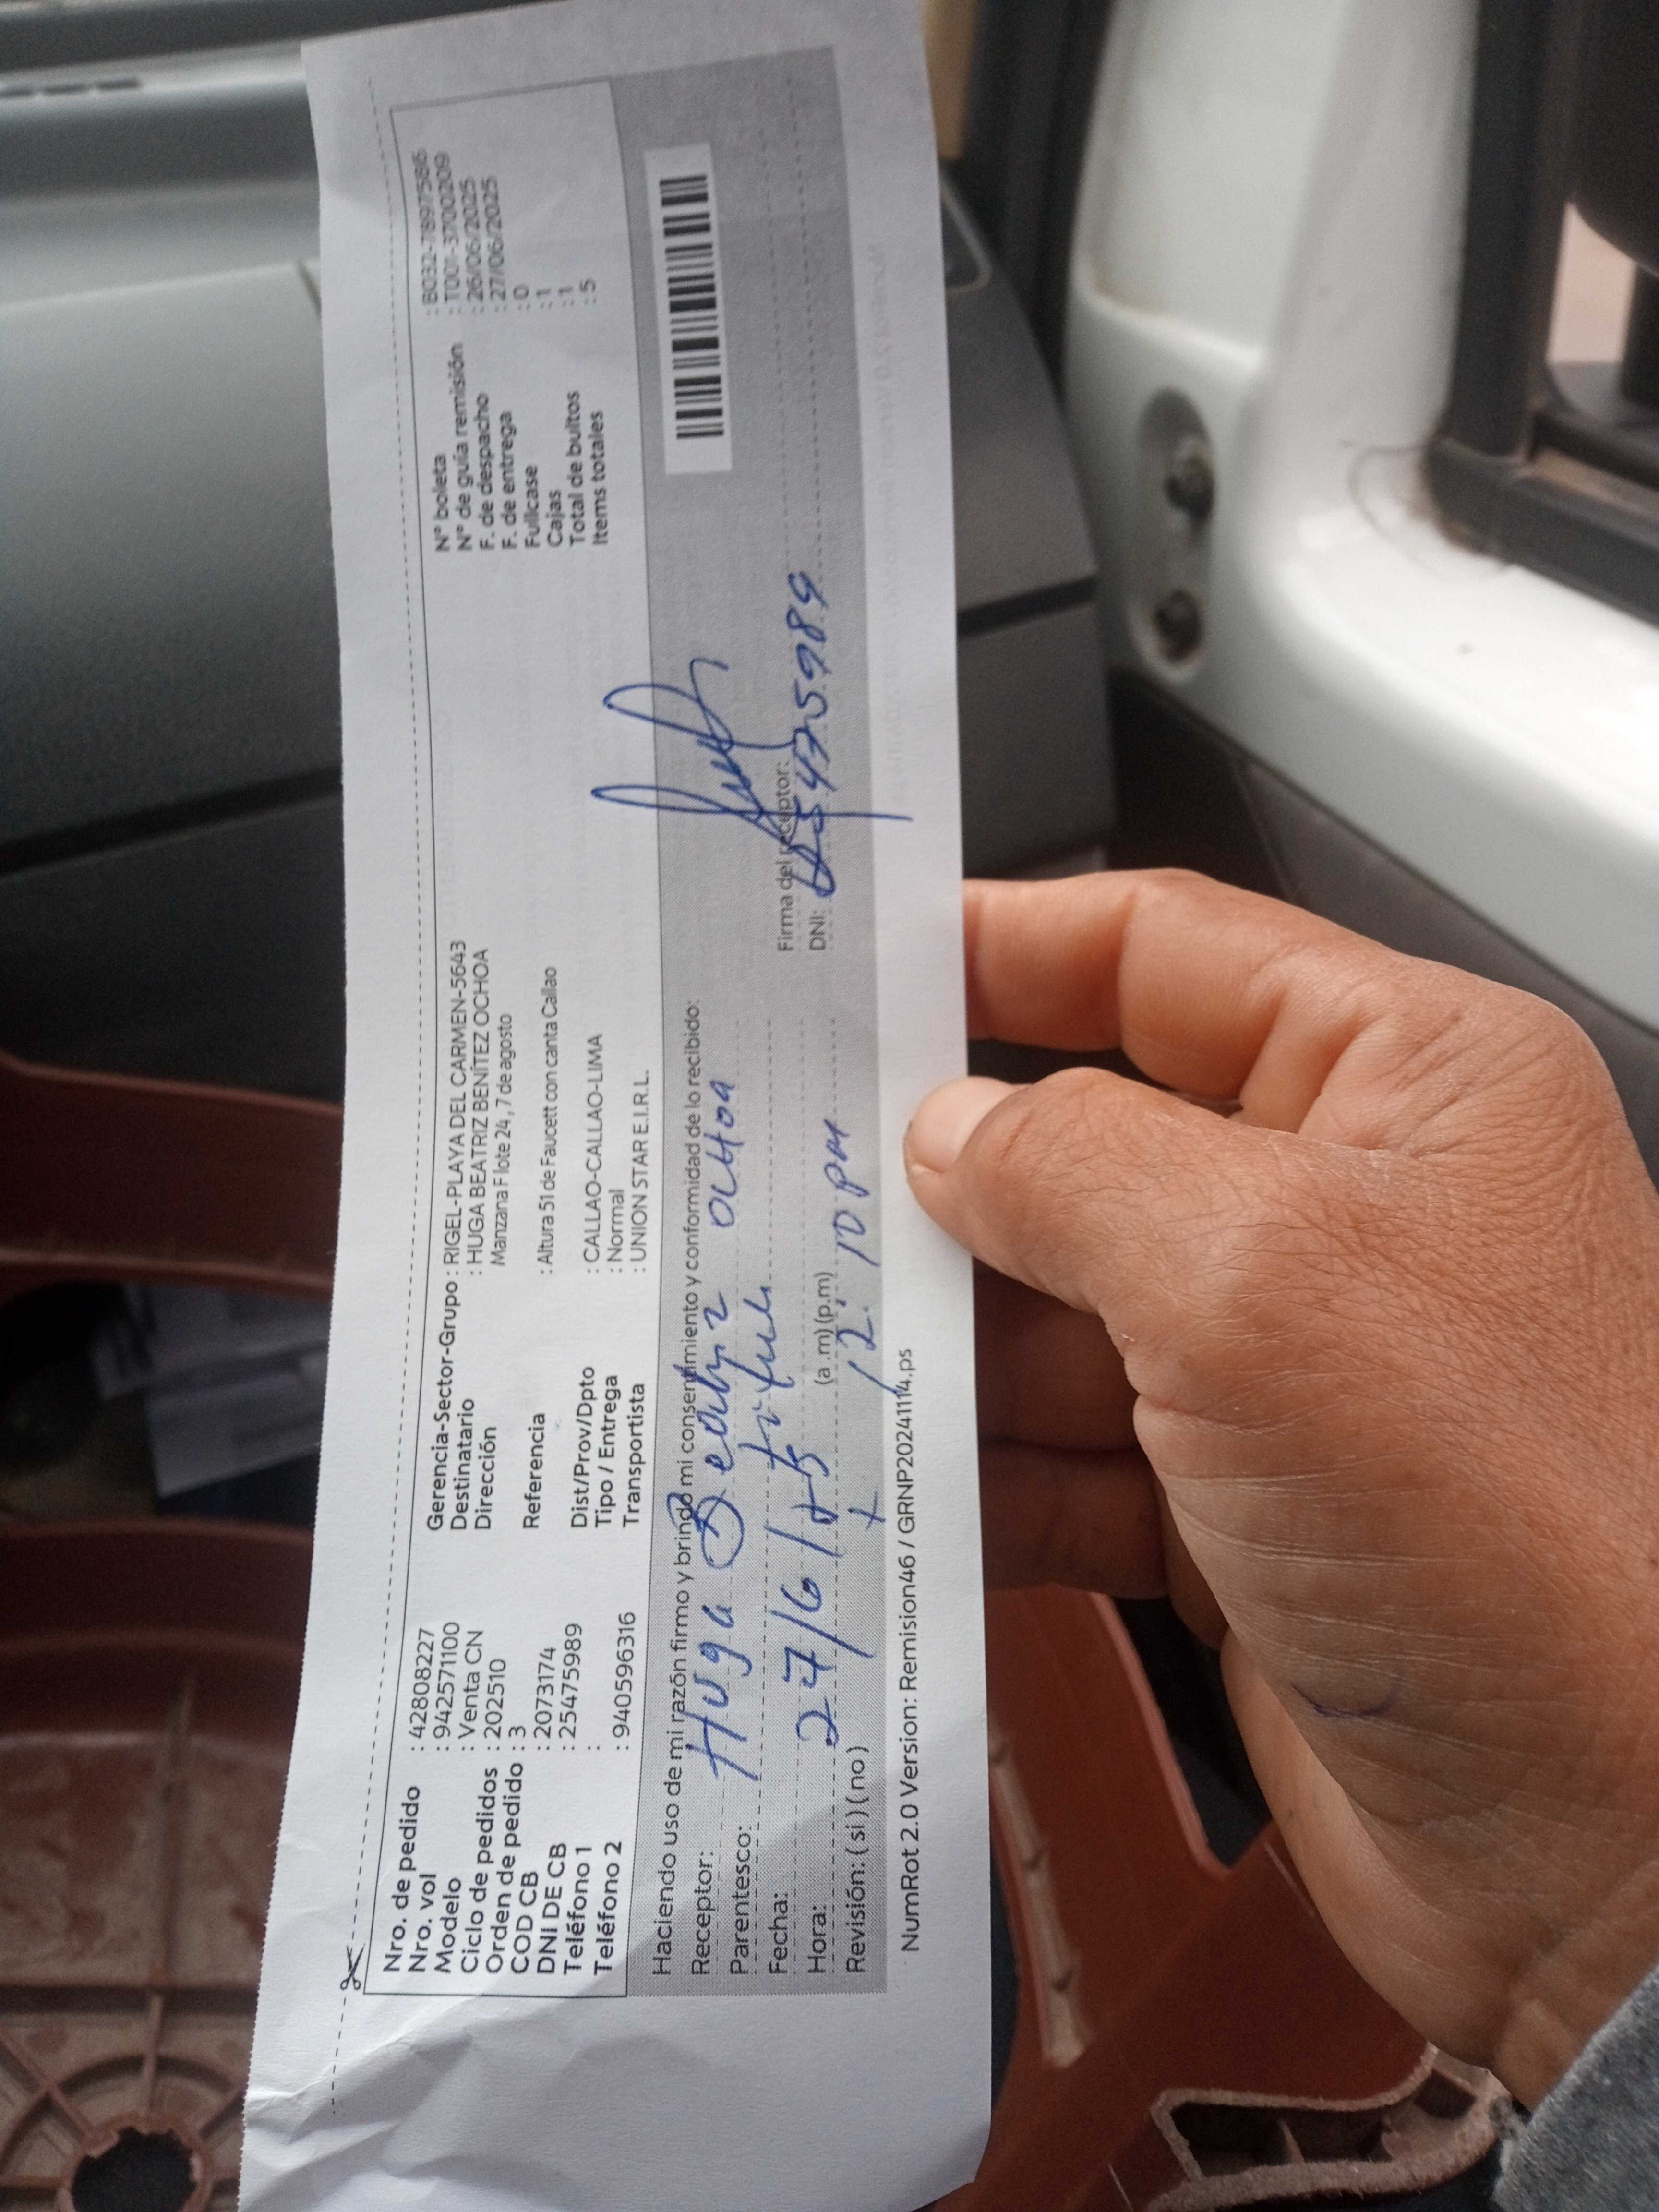 Nro. de pedido : 42808227
Nro. vol : 942571100
Modelo : Venta CN
Ciclo de pedidos : 202510
Orden de pedido : 3
COD CB : 2073174
DNI DE CB : 25475989
Teléfono 1 :
Teléfono 2 : 940596316
Gerencia-Sector-Grupo : RIGEL-PLAYA DEL CARMEN-5643
Destinatario : HUGA BEATRIZ BENÍTEZ OCHOA
Dirección Manzana F lote 24 , 7 de agosto
Referencia : Altura 51 de Faucett con canta Callao
Dist/Prov/Dpto : CALLAO-CALLAO-LIMA
Tipo / Entrega : Normal
Transportista : UNION STAR E.I.R.L.
N° boleta : B032-78975816
N° de guía remisión : T001-3700209
F. de despacho : 26/06/2025
F. de entrega : 27/06/2025
Fullcase : 0
Cajas : 1
Total de bultos : 1
Items totales : 5
Haciendo uso de mi razón firmo y brindo mi consentimiento y conformidad de lo recibido:
Receptor: Huga Beatriz Ochoa
Parentesco:
Fecha: 27/6/25
Hora: (a .m) (p.m) 12:10 pm
Revisión: ( si ) ( no )
Firma del receptor:
DNI: 25475989
NumRot 2.0 Version: Remision46 / GRNP20241114.ps